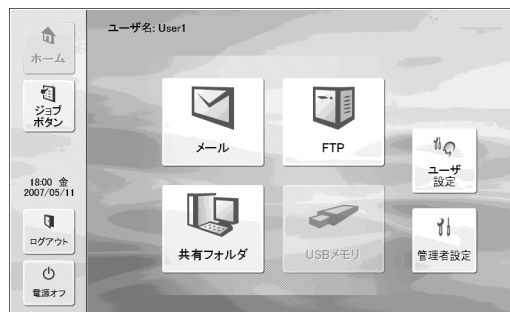 ユーザ名: User1
ホーム
ジョブ
ボタン
18:00 金
2007/05/11
ログアウト
電源オフ
メール
FTP
共有フォルダ
USBメモリ
ユーザ
設定
管理者設定